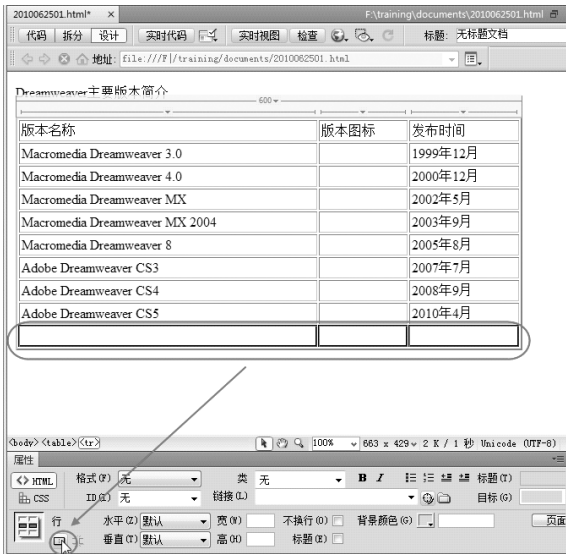 2010062501.html* × F:\training\documents\2010062501.html
代码 拆分 设计 实时代码 实时视图 检查 标题: 无标题文档
地址: file:///F|/training/documents/2010062501.html
Dreamweaver主要版本简介
600
版本名称 版本图标 发布时间
Macromedia Dreamweaver 3.0 1999年12月
Macromedia Dreamweaver 4.0 2000年12月
Macromedia Dreamweaver MX 2002年5月
Macromedia Dreamweaver MX 2004 2003年9月
Macromedia Dreamweaver 8 2005年8月
Adobe Dreamweaver CS3 2007年7月
Adobe Dreamweaver CS4 2008年9月
Adobe Dreamweaver CS5 2010年4月
<body> <table> <tr> 100% 663 x 429 2 K / 1 秒 Unicode (UTF-8)
属性
<> HTML 格式(F) 无 类 无 B I 标题(T)
CSS ID(I) 无 链接(L) 目标(G)
行 水平(Z) 默认 宽(W) 不换行(O) 背景颜色(G) 页面
垂直(T) 默认 高(H) 标题(E)